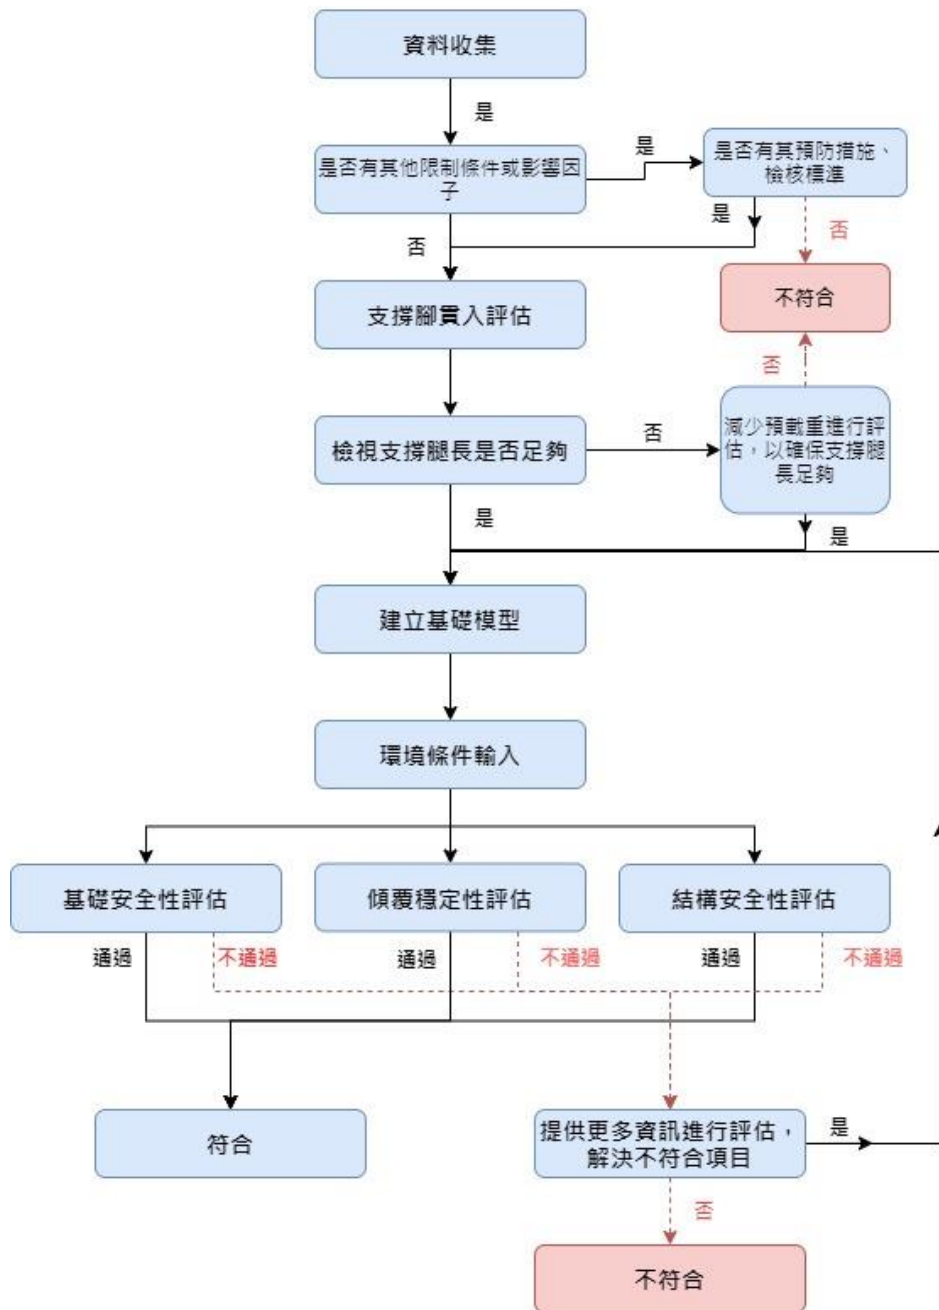 資料收集
是
是否有其他限制條件或影響因
子
是
是否有其預防措施、
檢核標準
是
否
否
不符合
支撐腳貫入評估
否
檢視支撐腿長是否足夠
否
減少預載重進行評
估，以確保支撐腿
長足夠
是
是
建立基礎模型
環境條件輸入
基礎安全性評估
傾覆穩定性評估
結構安全性評估
通過
不通過
通過
不通過
通過
不通過
符合
提供更多資訊進行評估，
解決不符合項目
是
否
不符合